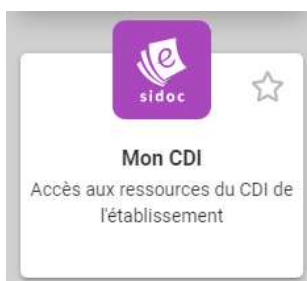 e
sidoc
Mon CDI
Accès aux ressources du CDI de
l'établissement